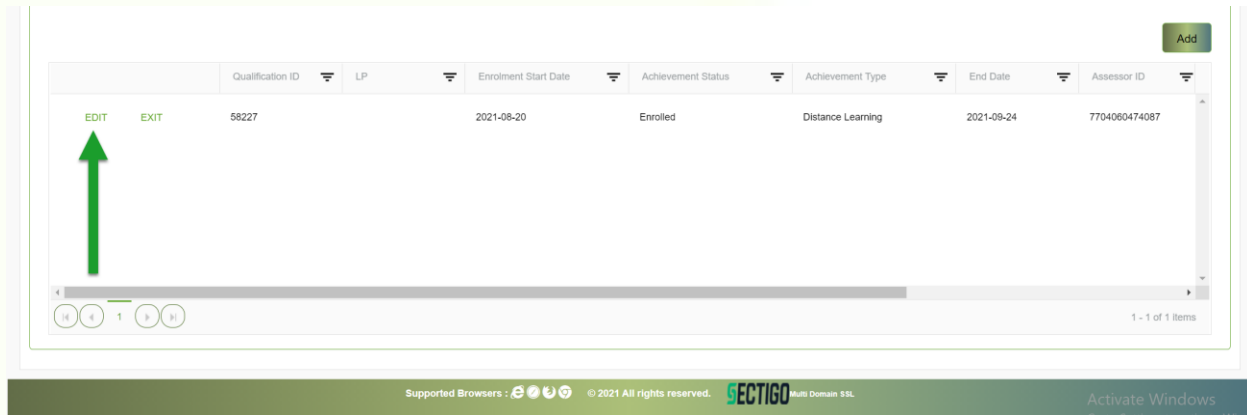 Add
Qualification ID LP Enrolment Start Date Achievement Status Achievement Type End Date Assessor ID
EDIT EXIT 58227 2021-08-20 Enrolled Distance Learning 2021-09-24 7704060474087
1 1 - 1 of 1 items
Supported Browsers : © 2021 All rights reserved. SECTIGO Multi Domain SSL
Activate Windows